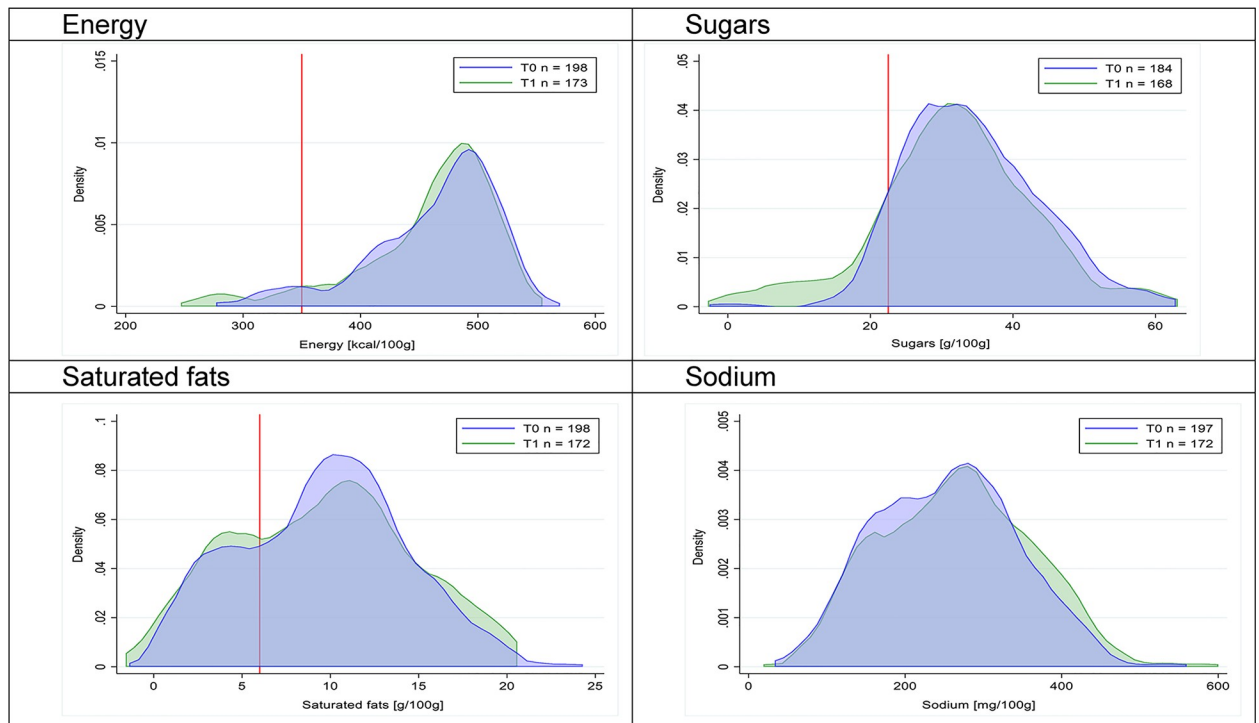 Energy
Sugars
.015
.01
.005
0
Density
T0 n = 198
T1 n = 173
200 300 400 500 600
Energy [kcal/100g]
.05
.04
.03
.02
.01
0
Density
T0 n = 184
T1 n = 168
0 20 40 60
Sugars [g/100g]
Saturated fats
Sodium
.1
.08
.06
.04
.02
0
Density
T0 n = 198
T1 n = 172
0 5 10 15 20 25
Saturated fats [g/100g]
.005
.004
.003
.002
.001
0
Density
T0 n = 197
T1 n = 172
0 200 400 600
Sodium [mg/100g]